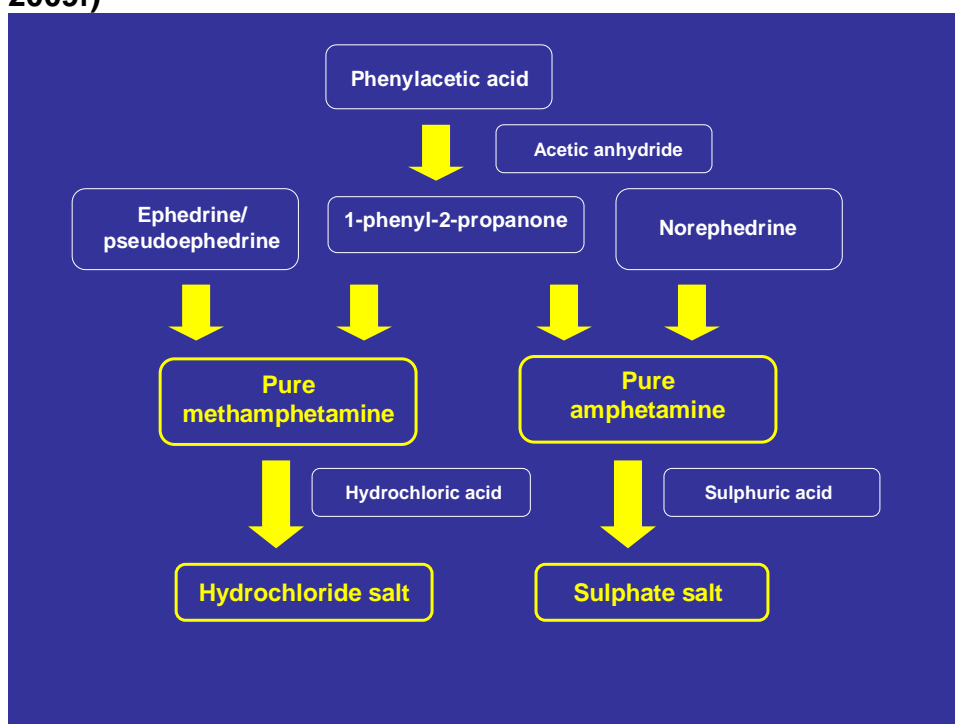 Phenylacetic acid
Acetic anhydride
Ephedrine/
pseudoephedrine
1-phenyl-2-propanone
Norephedrine
Pure
methamphetamine
Pure
amphetamine
Hydrochloric acid
Sulphuric acid
Hydrochloride salt
Sulphate salt